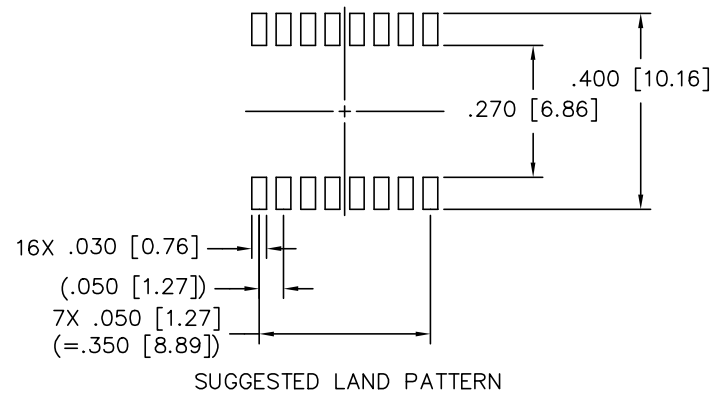 .400 [10.16]
.270 [6.86]
16X .030 [0.76]
(.050 [1.27])
7X .050 [1.27]
(=.350 [8.89])
SUGGESTED LAND PATTERN